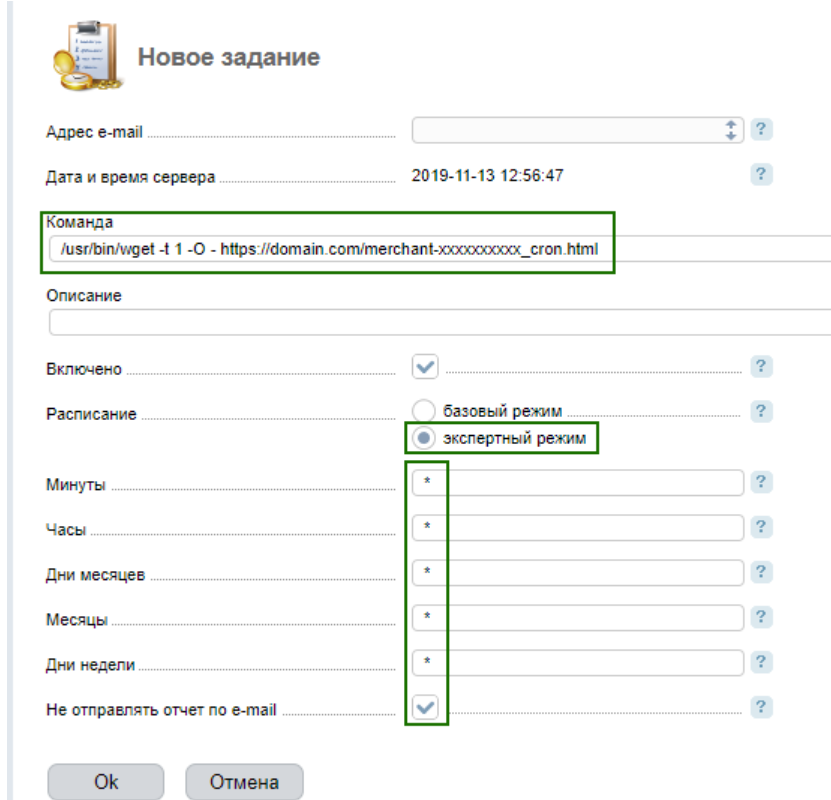 Новое задание
Адрес e-mail ?
Дата и время сервера 2019-11-13 12:56:47 ?
Команда
/usr/bin/wget -t 1 -O - https://domain.com/merchant-xxxxxxxxxx_cron.html
Описание
Включено ?
Расписание базовый режим ?
экспертный режим
Минуты * ?
Часы * ?
Дни месяцев * ?
Месяцы * ?
Дни недели * ?
Не отправлять отчет по e-mail ?
Ok Отмена